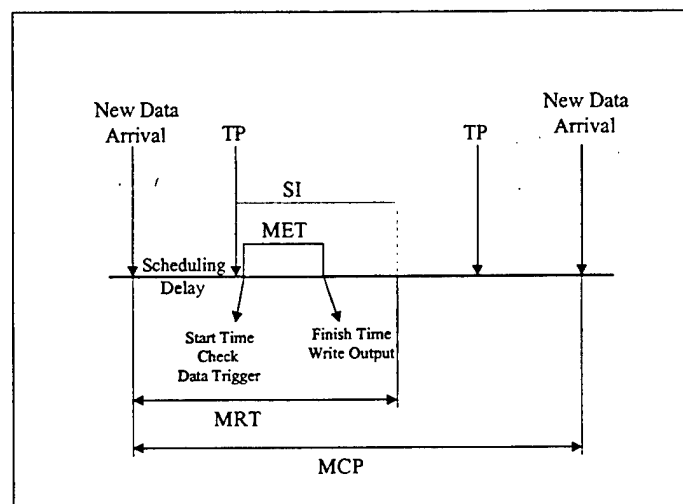 New Data
Arrival
TP
TP
New Data
Arrival
SI
MET
Scheduling
Delay
Start Time
Check
Data Trigger
Finish Time
Write Output
MRT
MCP